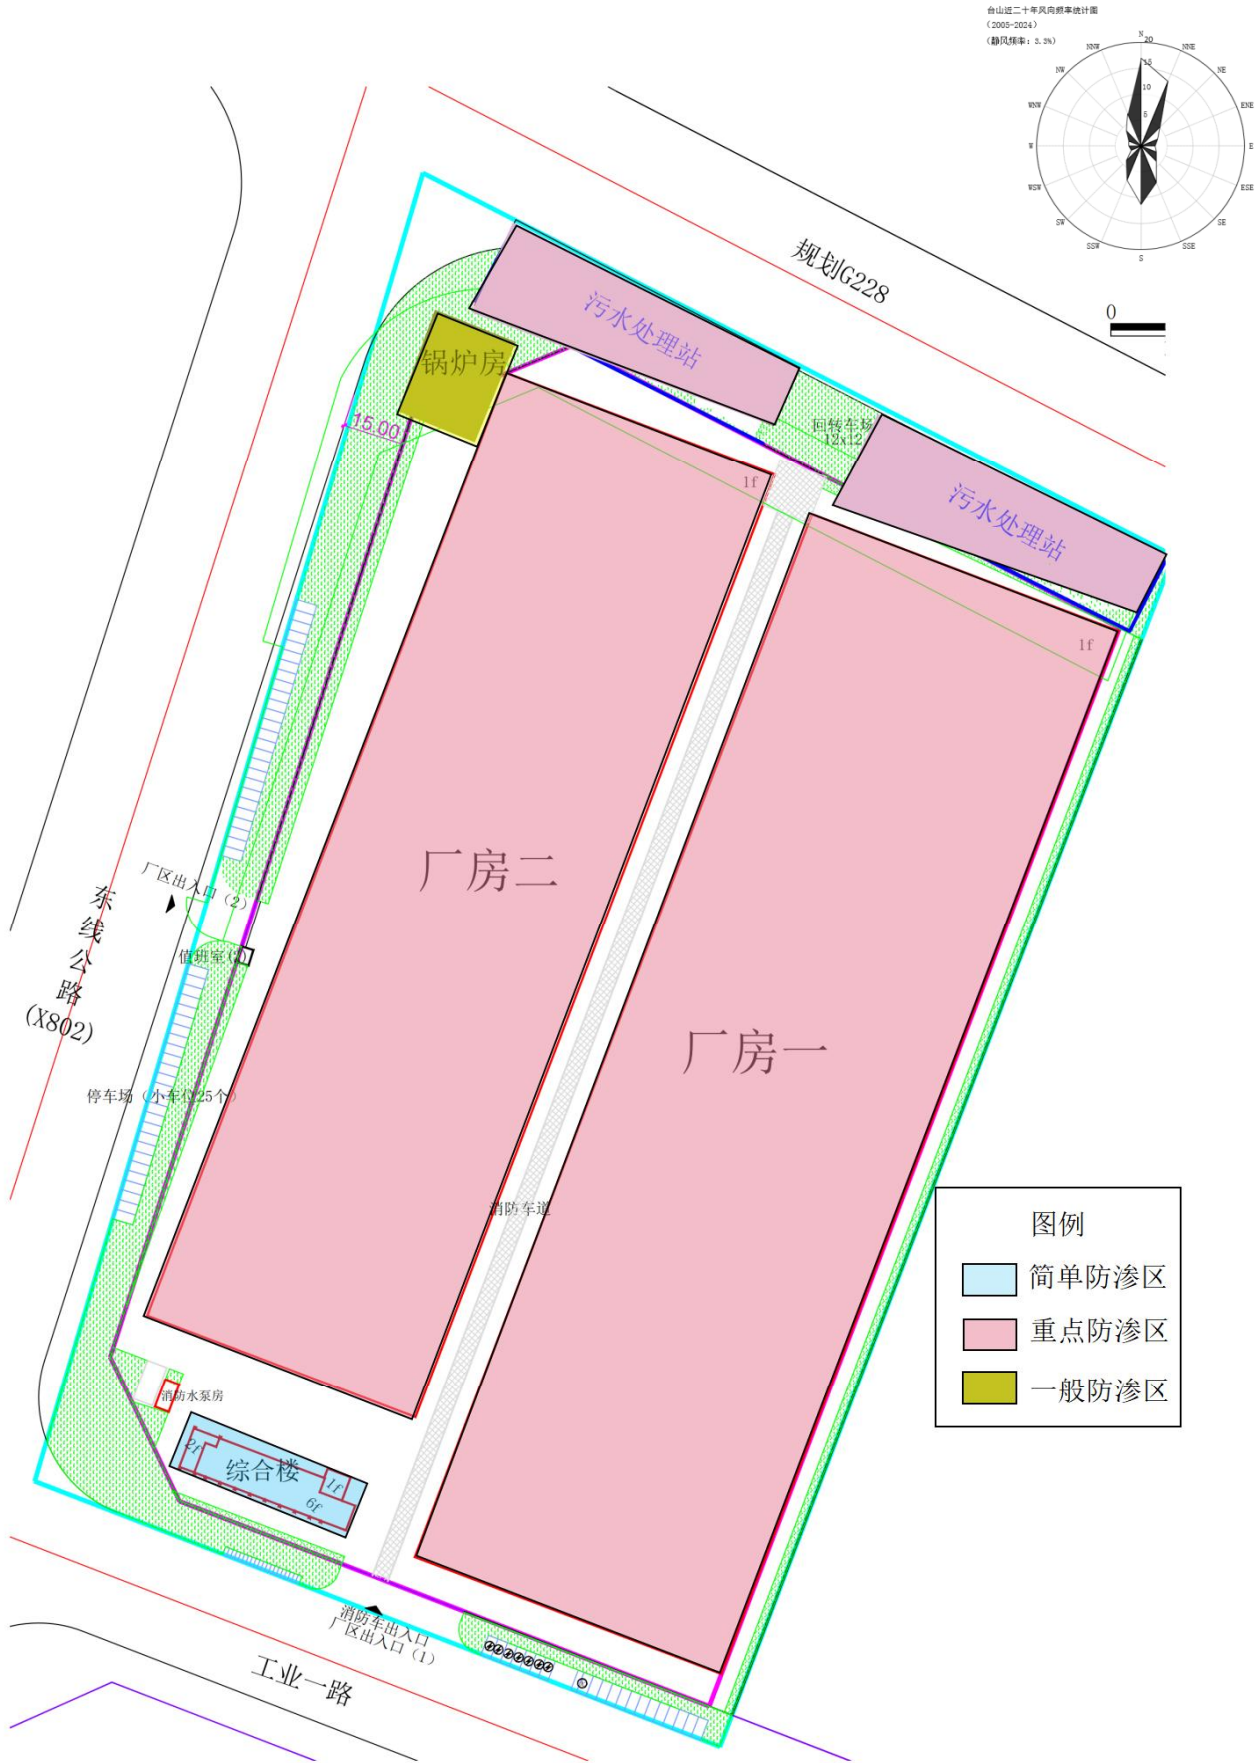 台山近二十年风向频率统计图
（2005-2024）
（静风频率：3.3%）
N
NNE
NE
ENE
E
ESE
SE
SSE
S
SSW
SW
WSW
W
WNW
NW
NNW
20
15
10
5
0
规划G228
污水处理站
锅炉房
15.00
回转车场
12x12
污水处理站
1f
1f
厂房二
厂房一
厂区出入口（2）
值班室
东线公路
(X802)
停车场（小车位25个）
消防车道
图例
简单防渗区
重点防渗区
一般防渗区
消防水泵房
2f
综合楼
1f
6f
消防车出入口
厂区出入口（1）
工业一路